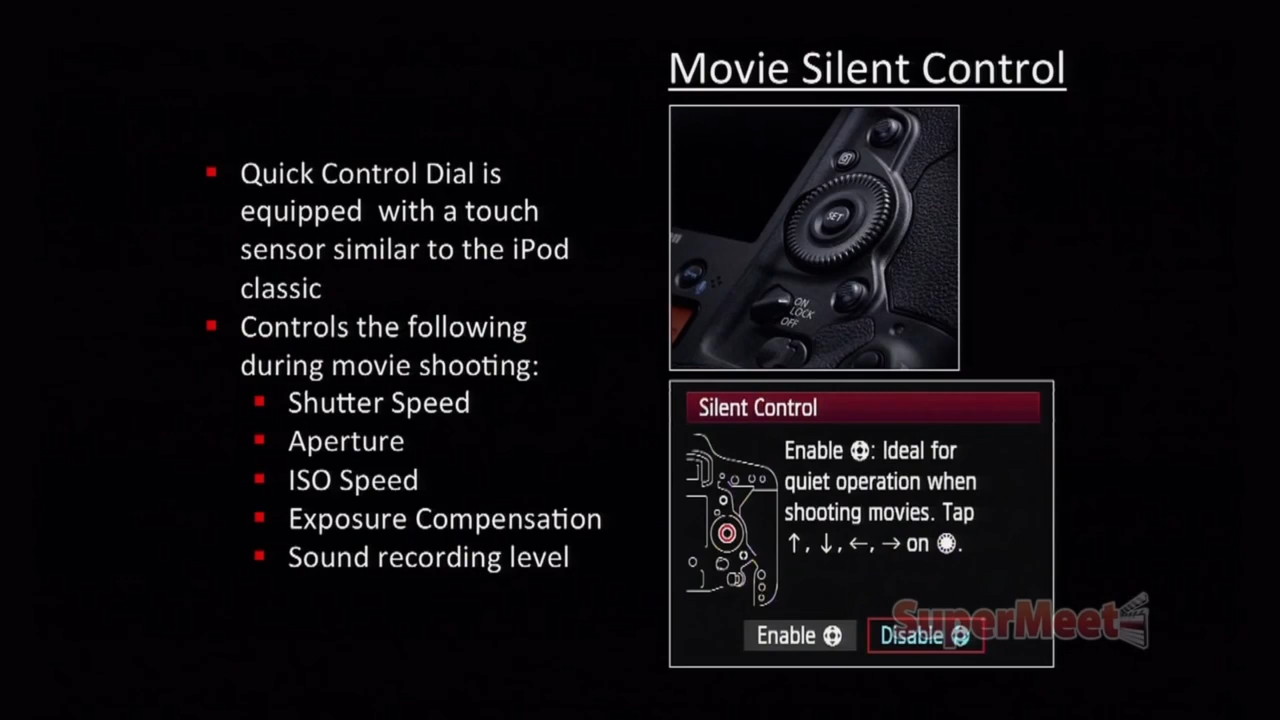 Movie Silent Control
Quick Control Dial is
equipped with a touch
sensor similar to the iPod
classic
Controls the following
during movie shooting:
Shutter Speed
Aperture
ISO Speed
Exposure Compensation
Sound recording level
SET
ON
LOCK
OFF
Silent Control
Enable : Ideal for
quiet operation when
shooting movies. Tap
↑, ↓, ←, → on .
Enable
Disable
SuperMeet